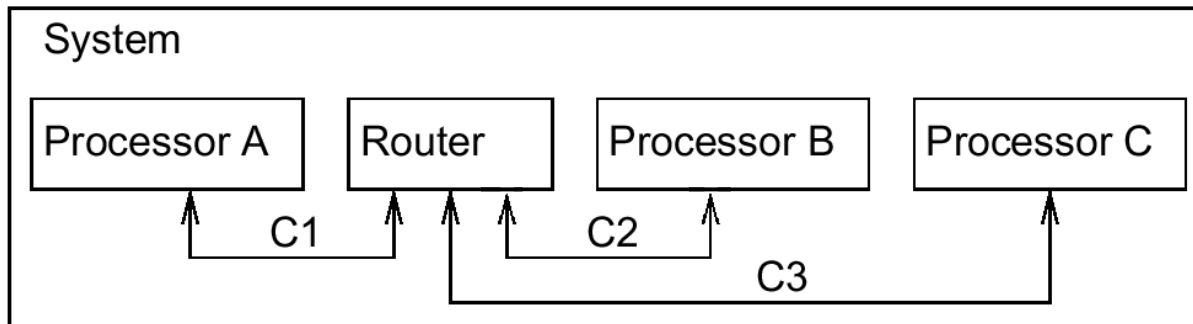 System
Processor A
Router
Processor B
Processor C
C1
C2
C3